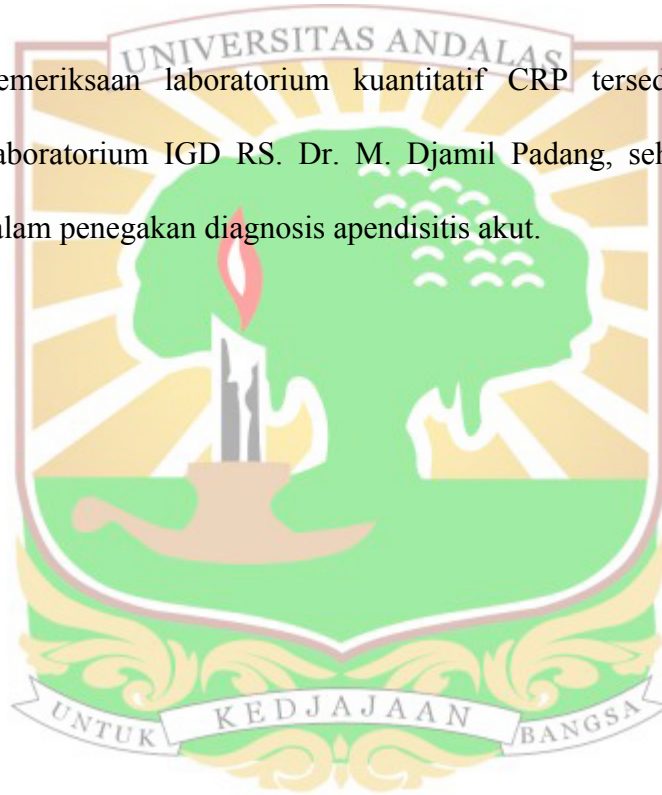 UNIVERSITAS ANDALAS
emeriksaan laboratorium kuantitatif CRP tersed
aboratorium IGD RS. Dr. M. Djamil Padang, seh
alam penegakan diagnosis apendisitis akut.
UNTUK KEDJAJAAN BANGSA